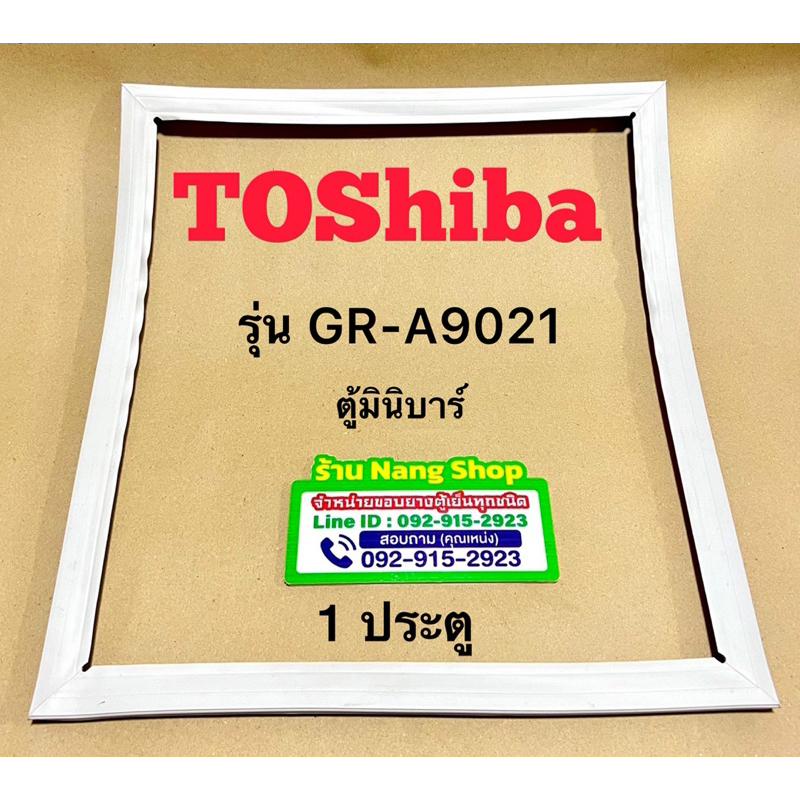 TOShiba
รุ่น GR-A9021
ตู้มินิบาร์
ร้าน Nang Shop
จำหน่ายขอบยางตู้เย็นทุกชนิด
Line ID : 092-915-2923
สอบถาม (คุณเหน่ง)
092-915-2923
1 ประตู